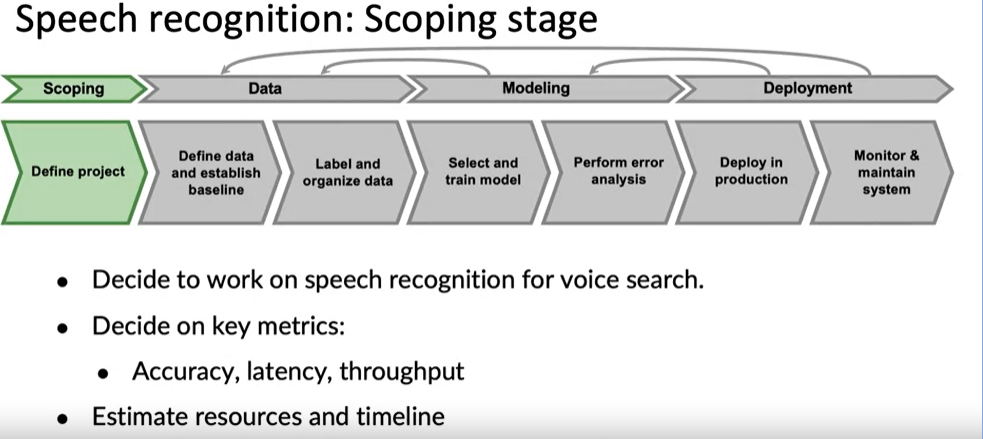 Speech recognition: Scoping stage
Scoping
Data
Modeling
Deployment
Define project
Define data
and establish
baseline
Label and
organize data
Select and
train model
Perform error
analysis
Deploy in
production
Monitor &
maintain
system
• Decide to work on speech recognition for voice search.
• Decide on key metrics:
• Accuracy, latency, throughput
• Estimate resources and timeline